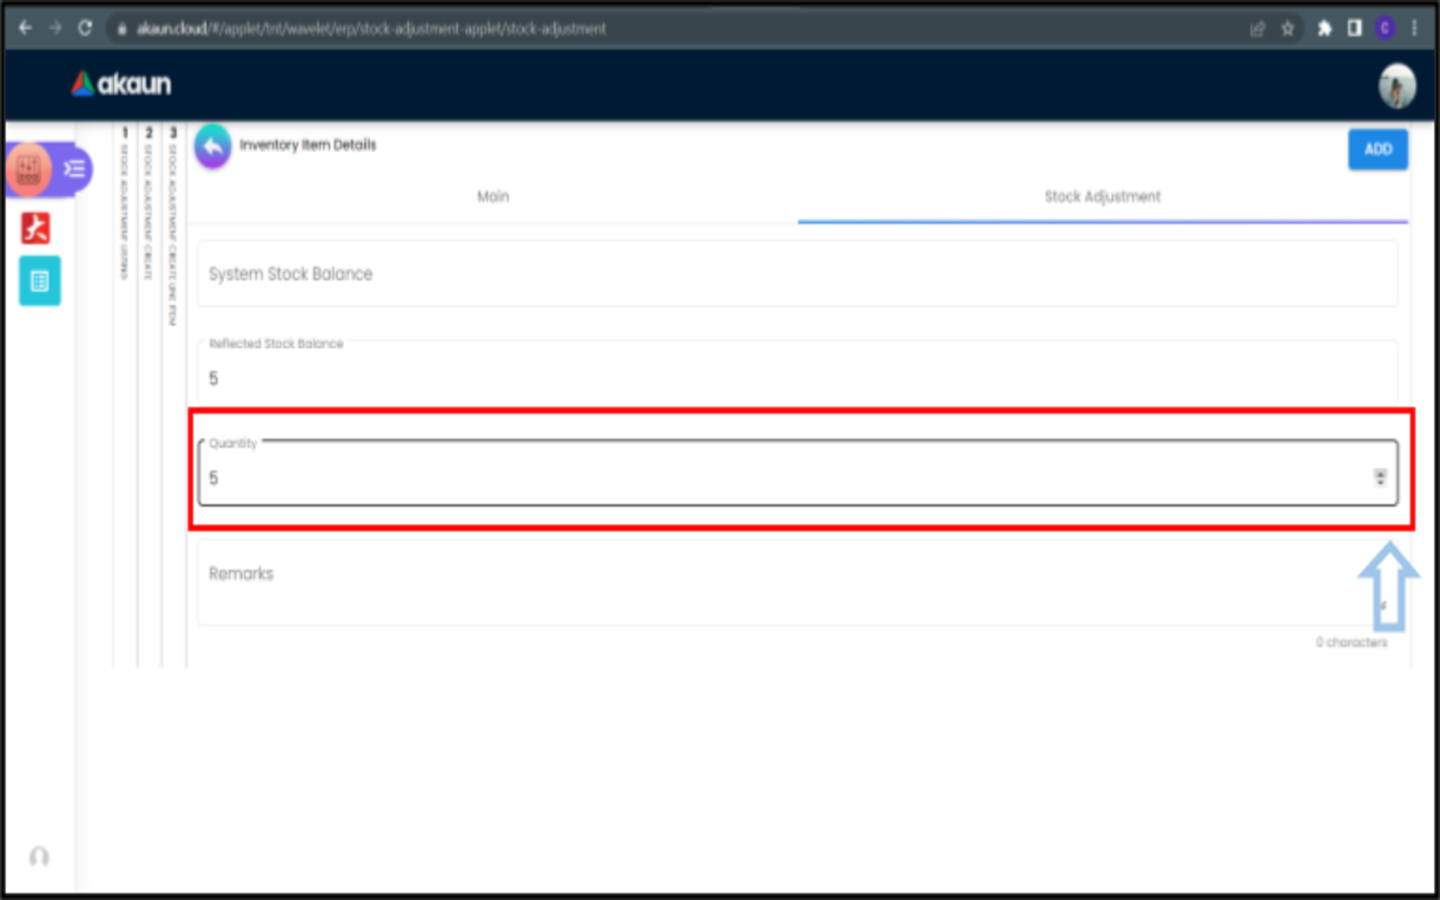 akaun.cloud/#/applet/tnt/wavelet/erp/stock-adjustment-applet/stock-adjustment
C
akaun
1 STOCK ADJUSTMENT LISTING
2 STOCK ADJUSTMENT CREATE
3 STOCK ADJUSTMENT CREATE LINE ITEM
Inventory Item Details
ADD
Main
Stock Adjustment
System Stock Balance
Reflected Stock Balance
5
Quantity
5
Remarks
0 characters